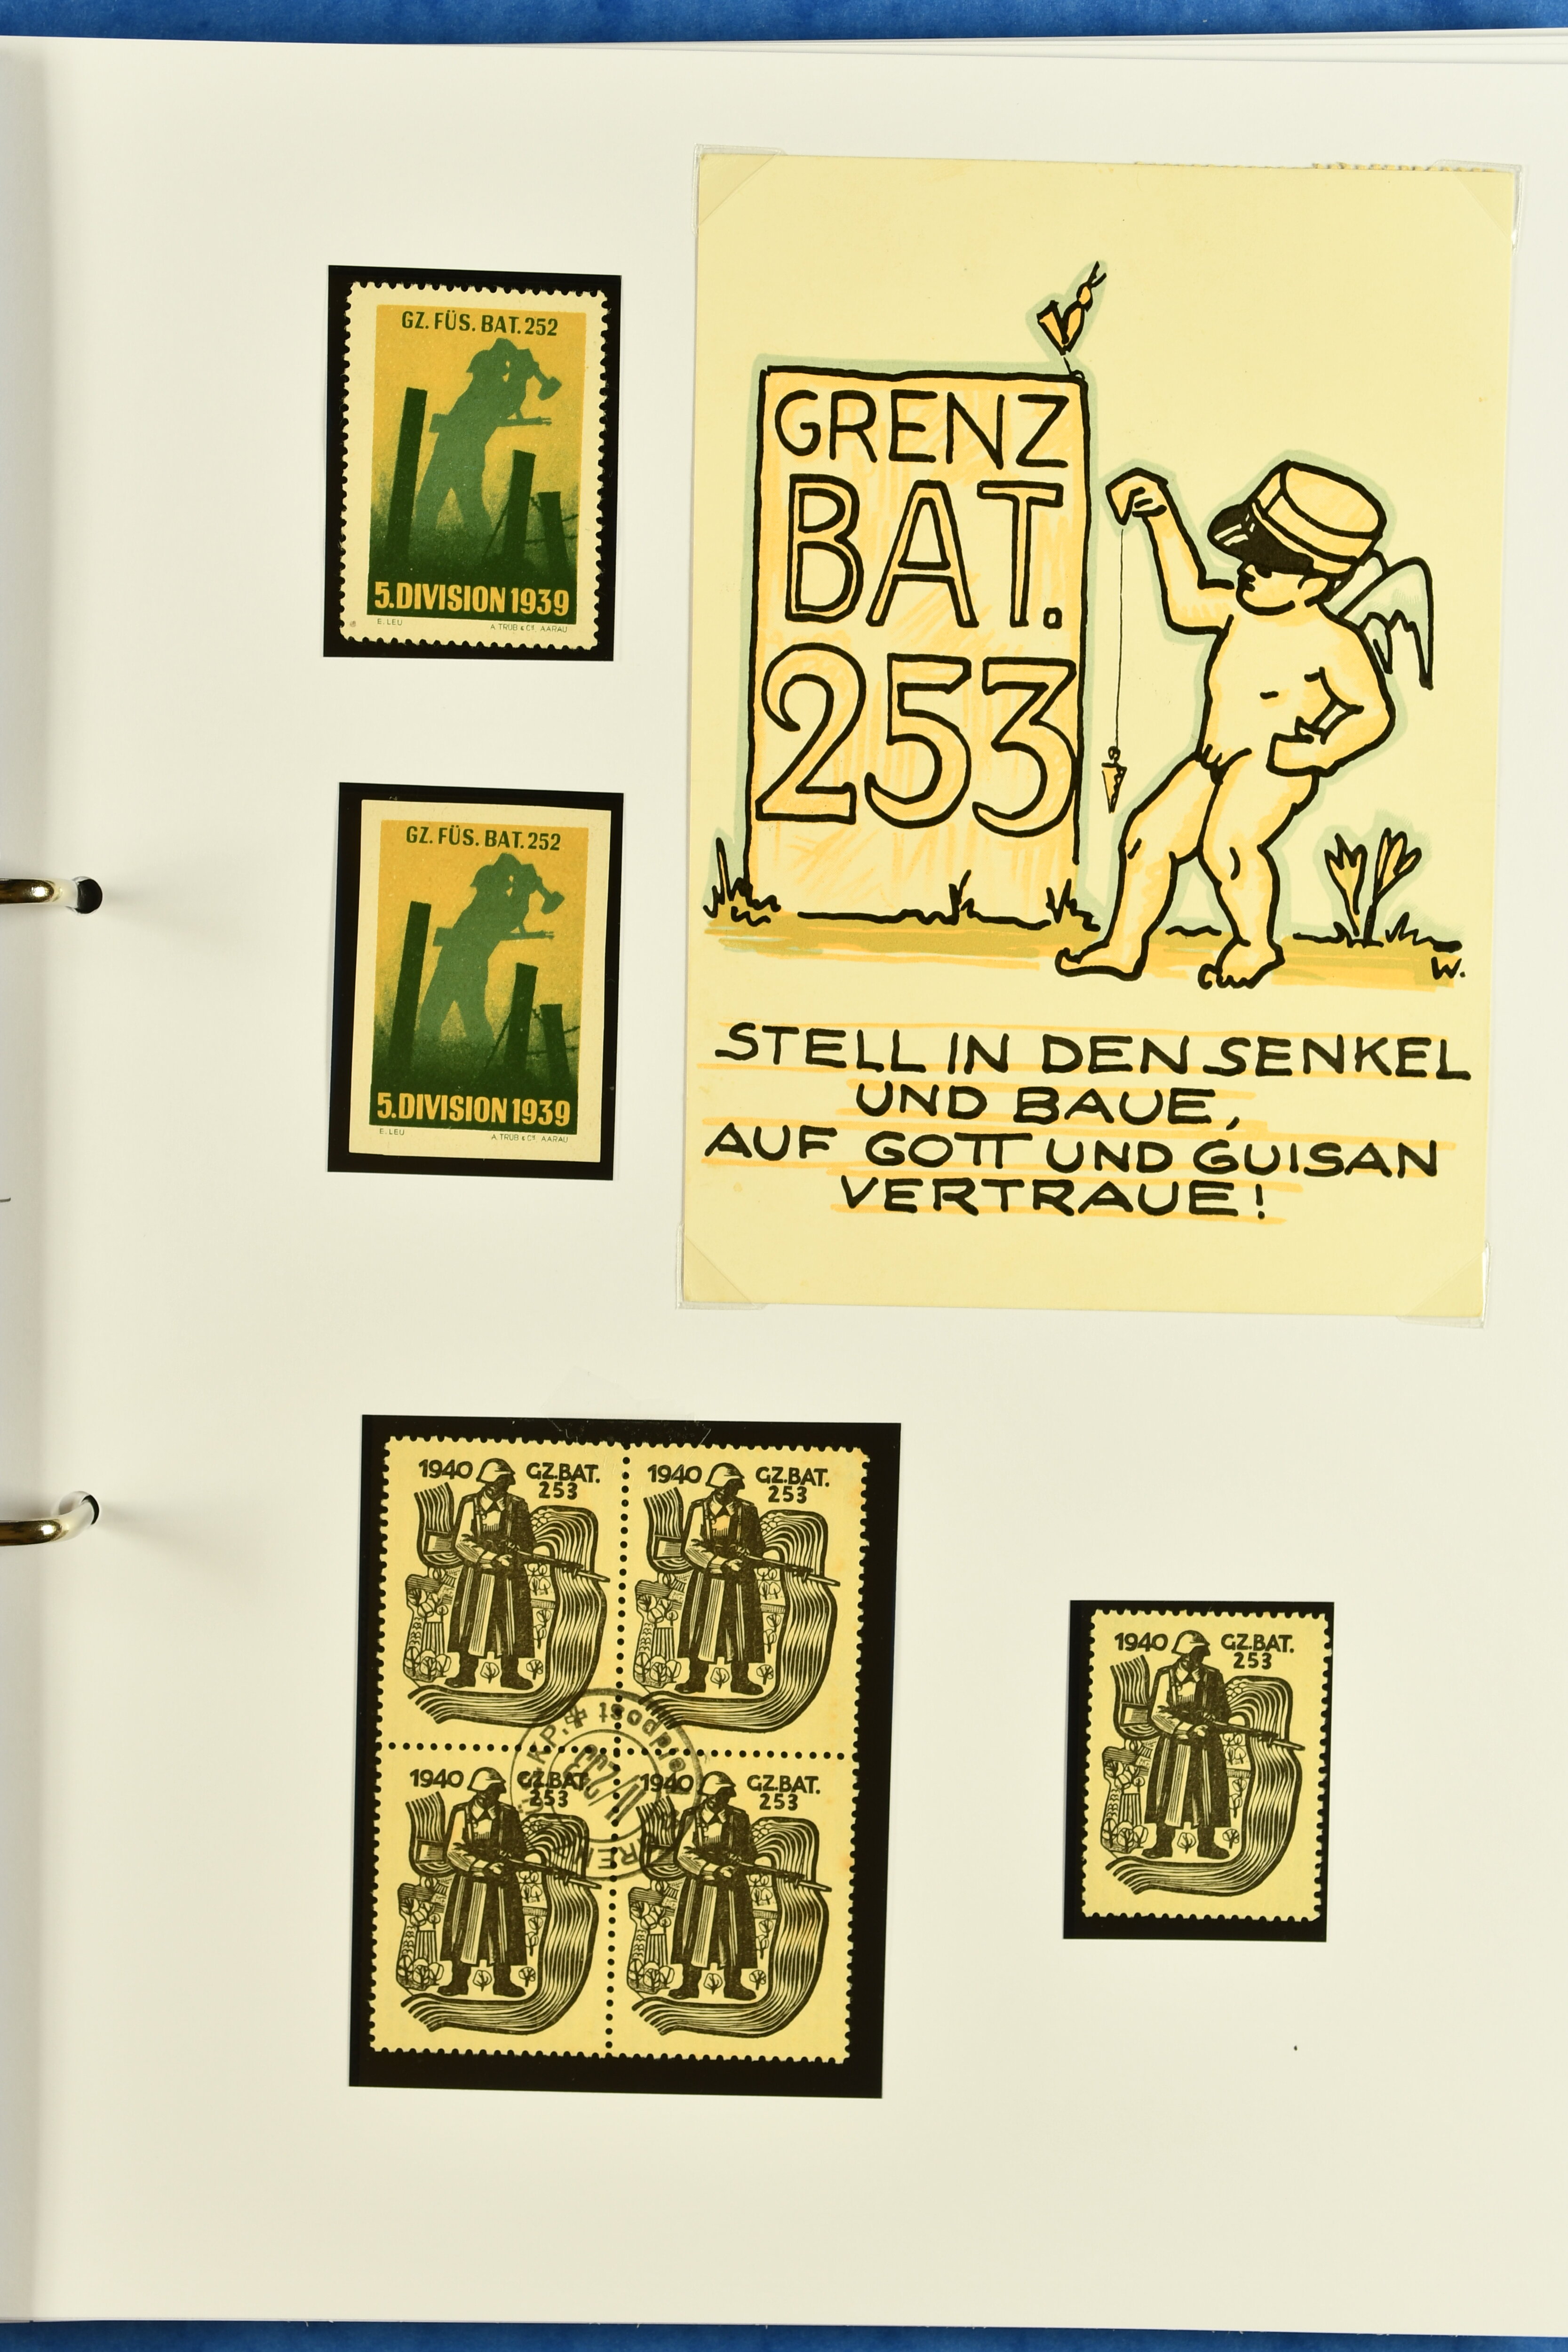 GZ. FÜS. BAT. 252
5. DIVISION 1939
E. LEU
A. TRÜB & CIE. AARAU
GZ. FÜS. BAT. 252
5. DIVISION 1939
E. LEU
A. TRÜB & CIE. AARAU
GRENZ
BAT.
253
W.
STELL IN DEN SENKEL
UND BAUE,
AUF GOTT UND GUISAN
VERTRAUE!
1940 GZ.BAT.
253
1940 GZ.BAT.
253
1940 GZ.BAT.
253
1940 GZ.BAT.
253
Feldpost
KP.
1940 GZ.BAT.
253